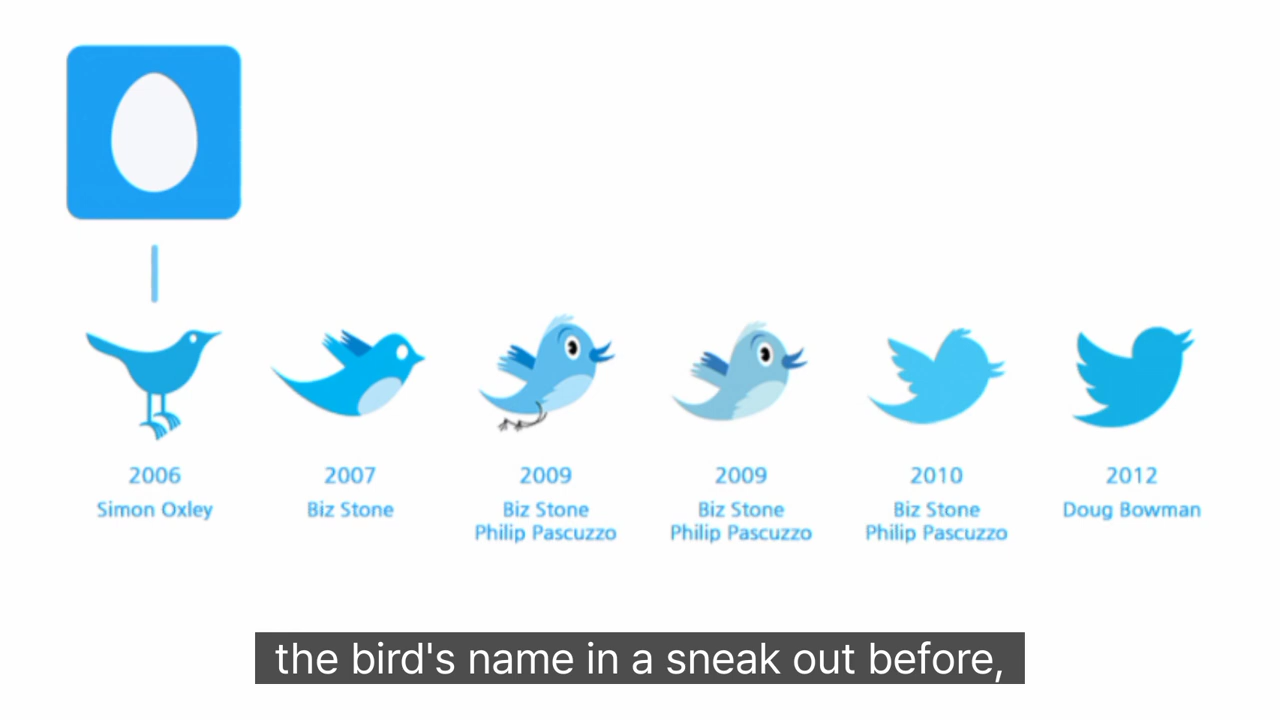 2006
Simon Oxley
2007
Biz Stone
2009
Biz Stone
Philip Pascuzzo
2009
Biz Stone
Philip Pascuzzo
2010
Biz Stone
Philip Pascuzzo
2012
Doug Bowman
the bird's name in a sneak out before,